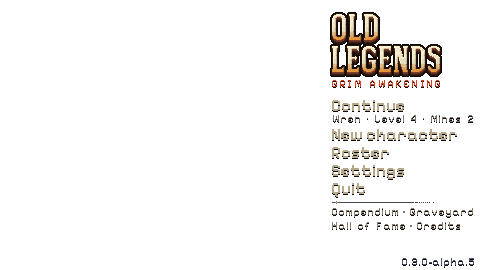 OLD
LEGENDS
GRIM AWAKENING
Continue
Wren · Level 4 · Mines 2
New character
Roster
Settings
Quit
Compendium · Graveyard
Hall of Fame · Credits
0.9.0-alpha.5